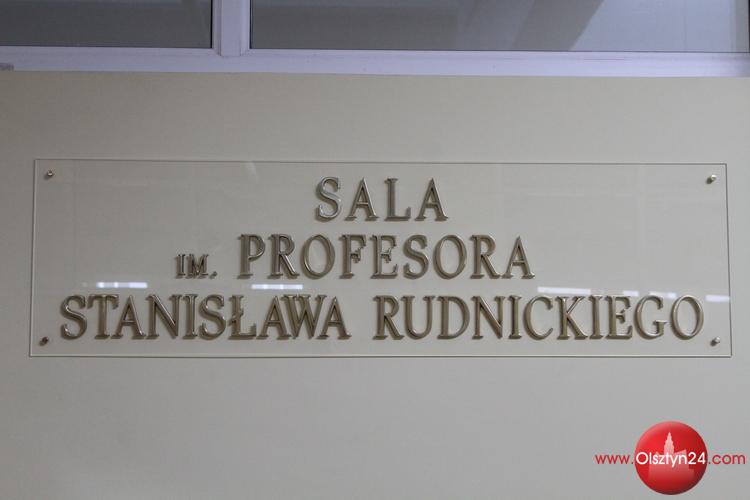 SALA
IM. PROFESORA
STANISŁAWA RUDNICKIEGO
www.Olsztyn24.com